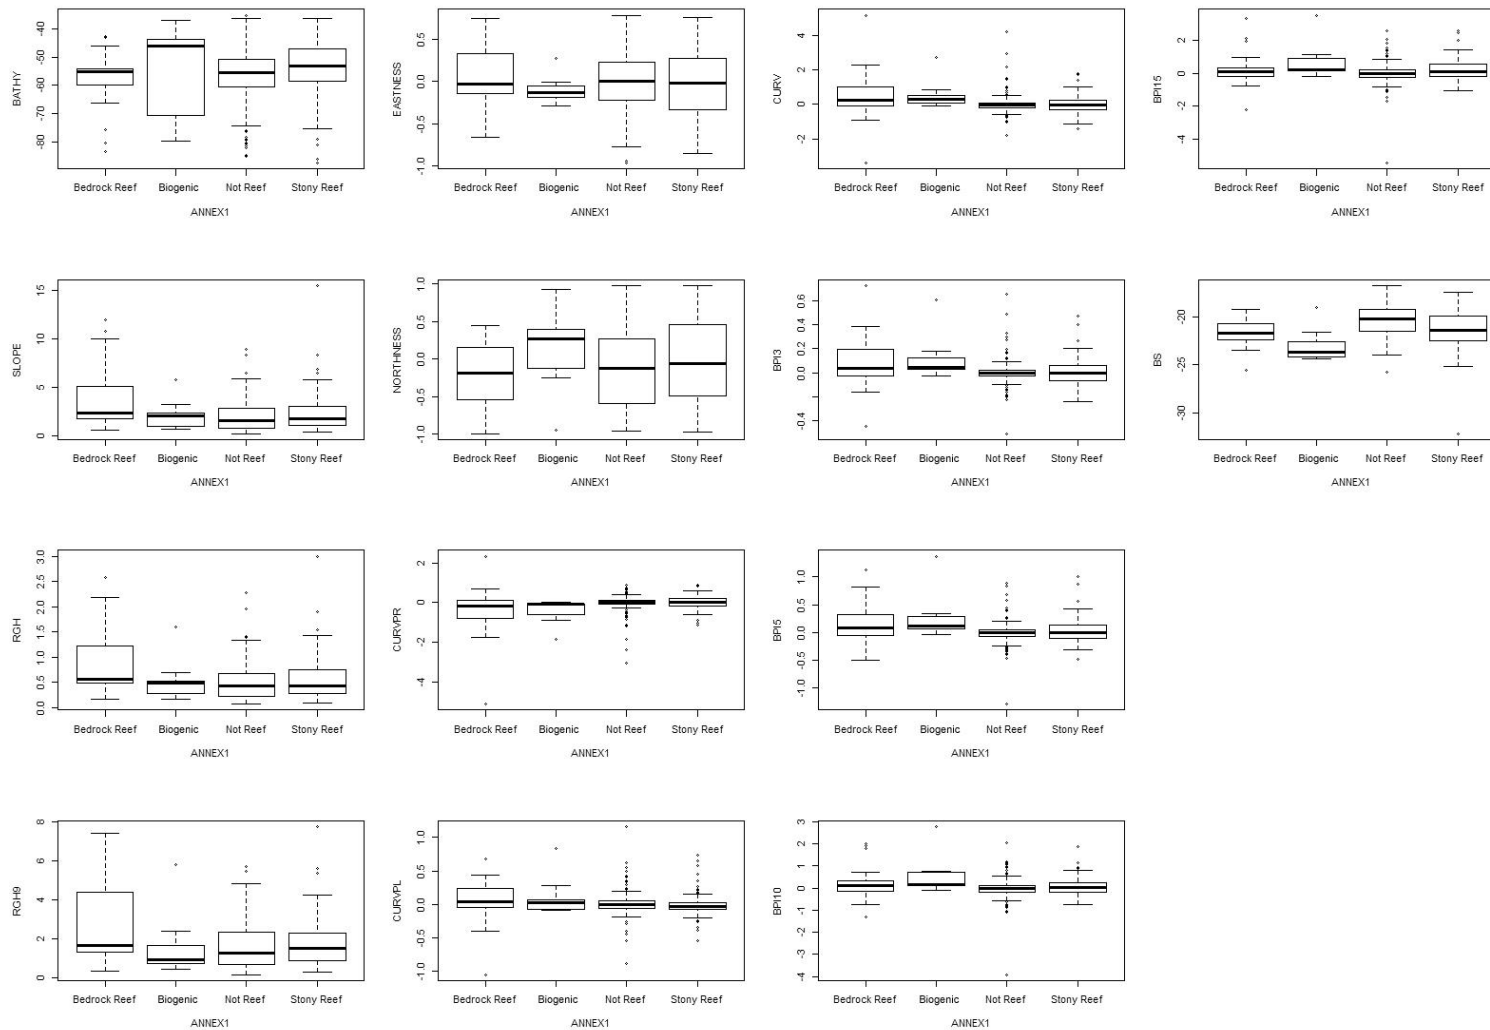 BATHY
-40
-50
-60
-70
-80
Bedrock Reef Biogenic Not Reef Stony Reef
ANNEX1
EASTNESS
0.5
0.0
-0.5
-1.0
Bedrock Reef Biogenic Not Reef Stony Reef
ANNEX1
CURV
4
2
0
-2
Bedrock Reef Biogenic Not Reef Stony Reef
ANNEX1
BPI15
2
0
-2
-4
Bedrock Reef Biogenic Not Reef Stony Reef
ANNEX1
SLOPE
15
10
5
0
Bedrock Reef Biogenic Not Reef Stony Reef
ANNEX1
NORTHNESS
1.0
0.5
0.0
-0.5
-1.0
Bedrock Reef Biogenic Not Reef Stony Reef
ANNEX1
BPI3
0.6
0.4
0.2
0.0
-0.4
Bedrock Reef Biogenic Not Reef Stony Reef
ANNEX1
BS
-20
-25
-30
Bedrock Reef Biogenic Not Reef Stony Reef
ANNEX1
RGH
3.0
2.5
2.0
1.5
1.0
0.5
0.0
Bedrock Reef Biogenic Not Reef Stony Reef
ANNEX1
CURVPR
2
0
-2
-4
Bedrock Reef Biogenic Not Reef Stony Reef
ANNEX1
BPI5
1.0
0.5
0.0
-0.5
-1.0
Bedrock Reef Biogenic Not Reef Stony Reef
ANNEX1
RGH9
8
6
4
2
0
Bedrock Reef Biogenic Not Reef Stony Reef
ANNEX1
CURVPL
1.0
0.5
0.0
-0.5
-1.0
Bedrock Reef Biogenic Not Reef Stony Reef
ANNEX1
BPI10
3
2
1
0
-1
-2
-3
-4
Bedrock Reef Biogenic Not Reef Stony Reef
ANNEX1